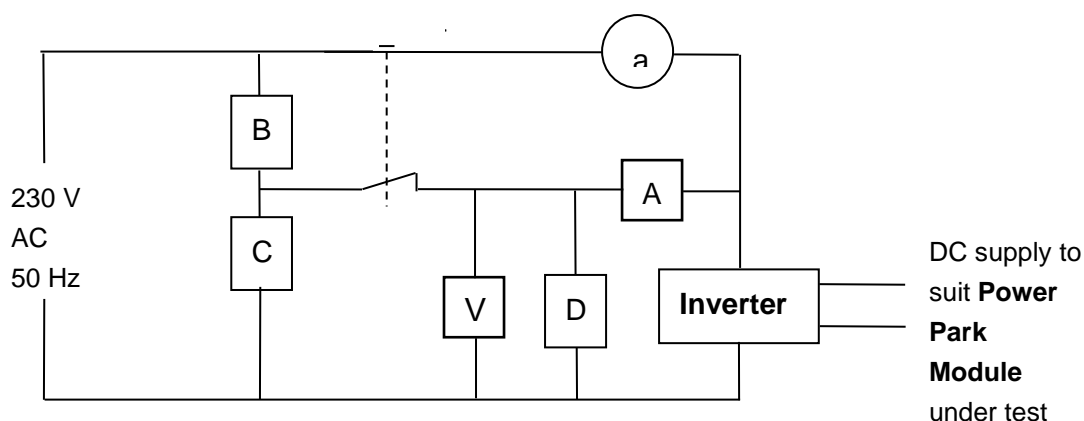 a
B
230 V
AC
50 Hz
C
A
V
D
Inverter
DC supply to
suit Power
Park
Module
under test